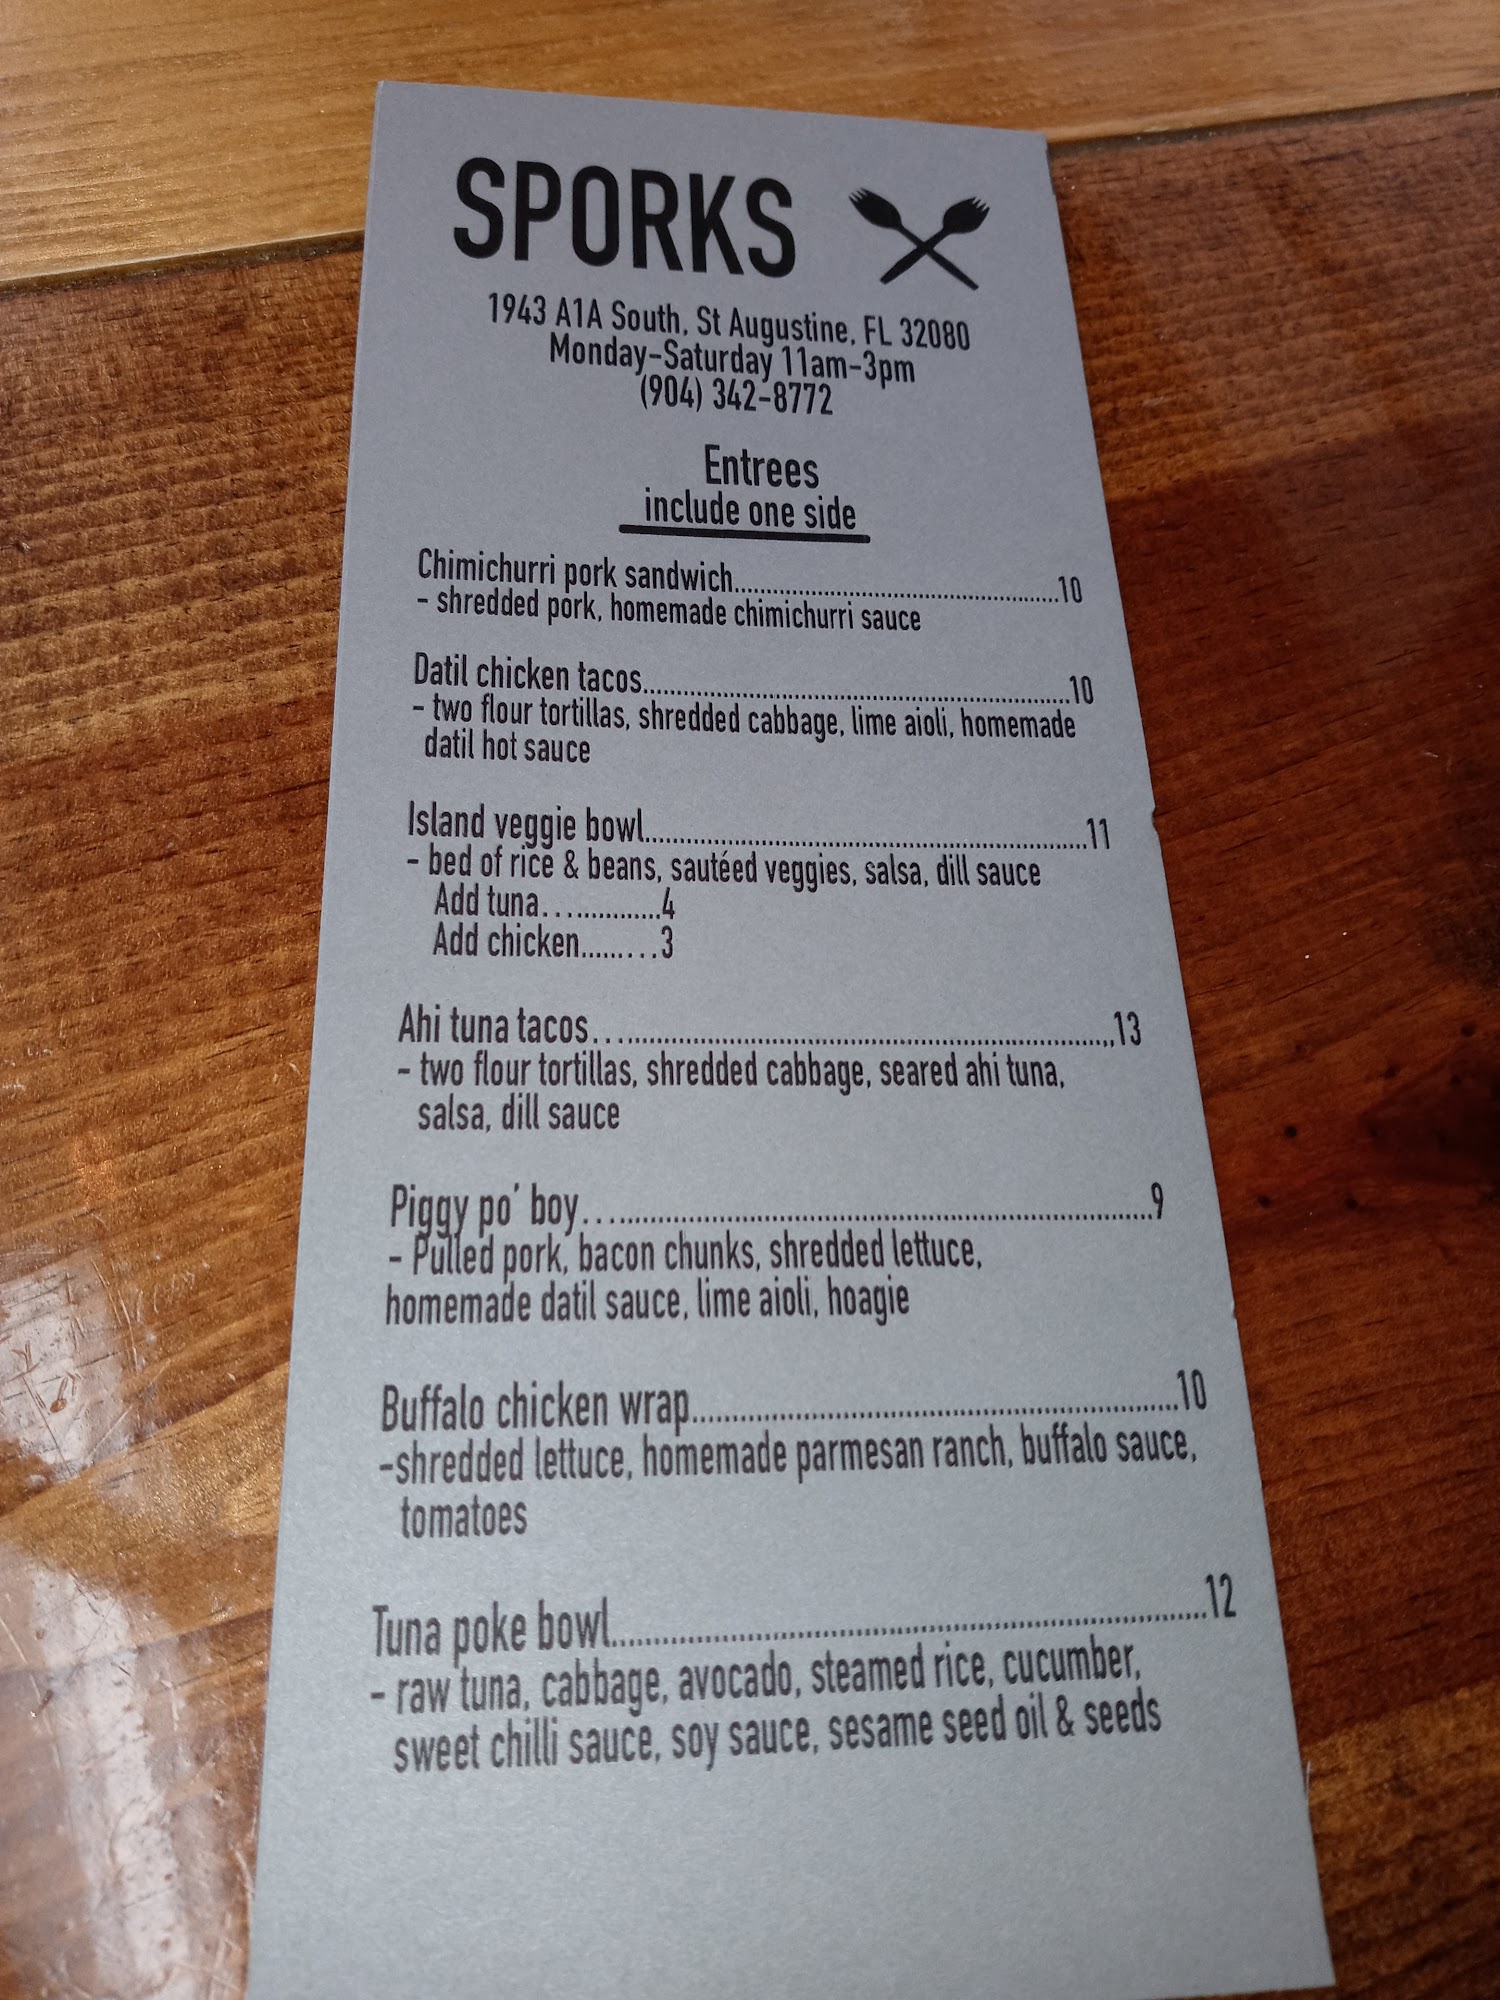 SPORKS
1943 A1A South, St Augustine, FL 32080
Monday-Saturday 11am-3pm
(904) 342-8772
Entrees
include one side
Chimichurri pork sandwich..................................................10
- shredded pork, homemade chimichurri sauce
Datil chicken tacos.................................................................10
- two flour tortillas, shredded cabbage, lime aioli, homemade
datil hot sauce
Island veggie bowl...................................................................11
- bed of rice & beans, sautéed veggies, salsa, dill sauce
Add tuna................4
Add chicken.........3
Ahi tuna tacos............................................................................13
- two flour tortillas, shredded cabbage, seared ahi tuna,
salsa, dill sauce
Piggy po' boy..............................................................................9
- Pulled pork, bacon chunks, shredded lettuce,
homemade datil sauce, lime aioli, hoagie
Buffalo chicken wrap...............................................................10
-shredded lettuce, homemade parmesan ranch, buffalo sauce,
tomatoes
Tuna poke bowl........................................................................12
- raw tuna, cabbage, avocado, steamed rice, cucumber,
sweet chilli sauce, soy sauce, sesame seed oil & seeds